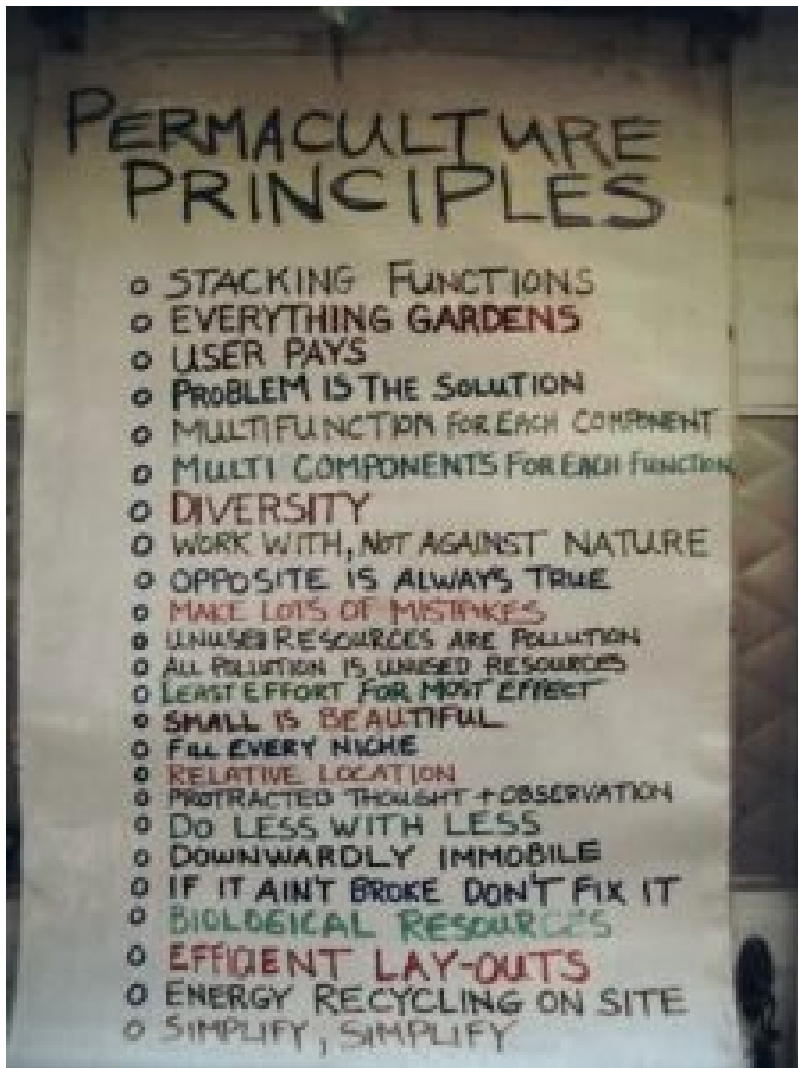 PERMACULTURE
PRINCIPLES
o STACKING FUNCTIONS
o EVERYTHING GARDENS
o USER PAYS
o PROBLEM IS THE SOLUTION
o MULTIFUNCTION FOR EACH COMPONENT
o MULTI COMPONENTS FOR EACH FUNCTION
o DIVERSITY
o WORK WITH, NOT AGAINST NATURE
o OPPOSITE IS ALWAYS TRUE
o MAKE LOTS OF MISTAKES
o UNUSED RESOURCES ARE POLLUTION
o ALL POLLUTION IS UNUSED RESOURCES
o LEAST EFFORT FOR MOST EFFECT
o SMALL IS BEAUTIFUL
o FILL EVERY NICHE
o RELATIVE LOCATION
o PROTRACTED THOUGHT + OBSERVATION
o DO LESS WITH LESS
o DOWNWARDLY IMMOBILE
o IF IT AIN'T BROKE DON'T FIX IT
o BIOLOGICAL RESOURCES
o EFFICIENT LAY-OUTS
o ENERGY RECYCLING ON SITE
o SIMPLIFY, SIMPLIFY